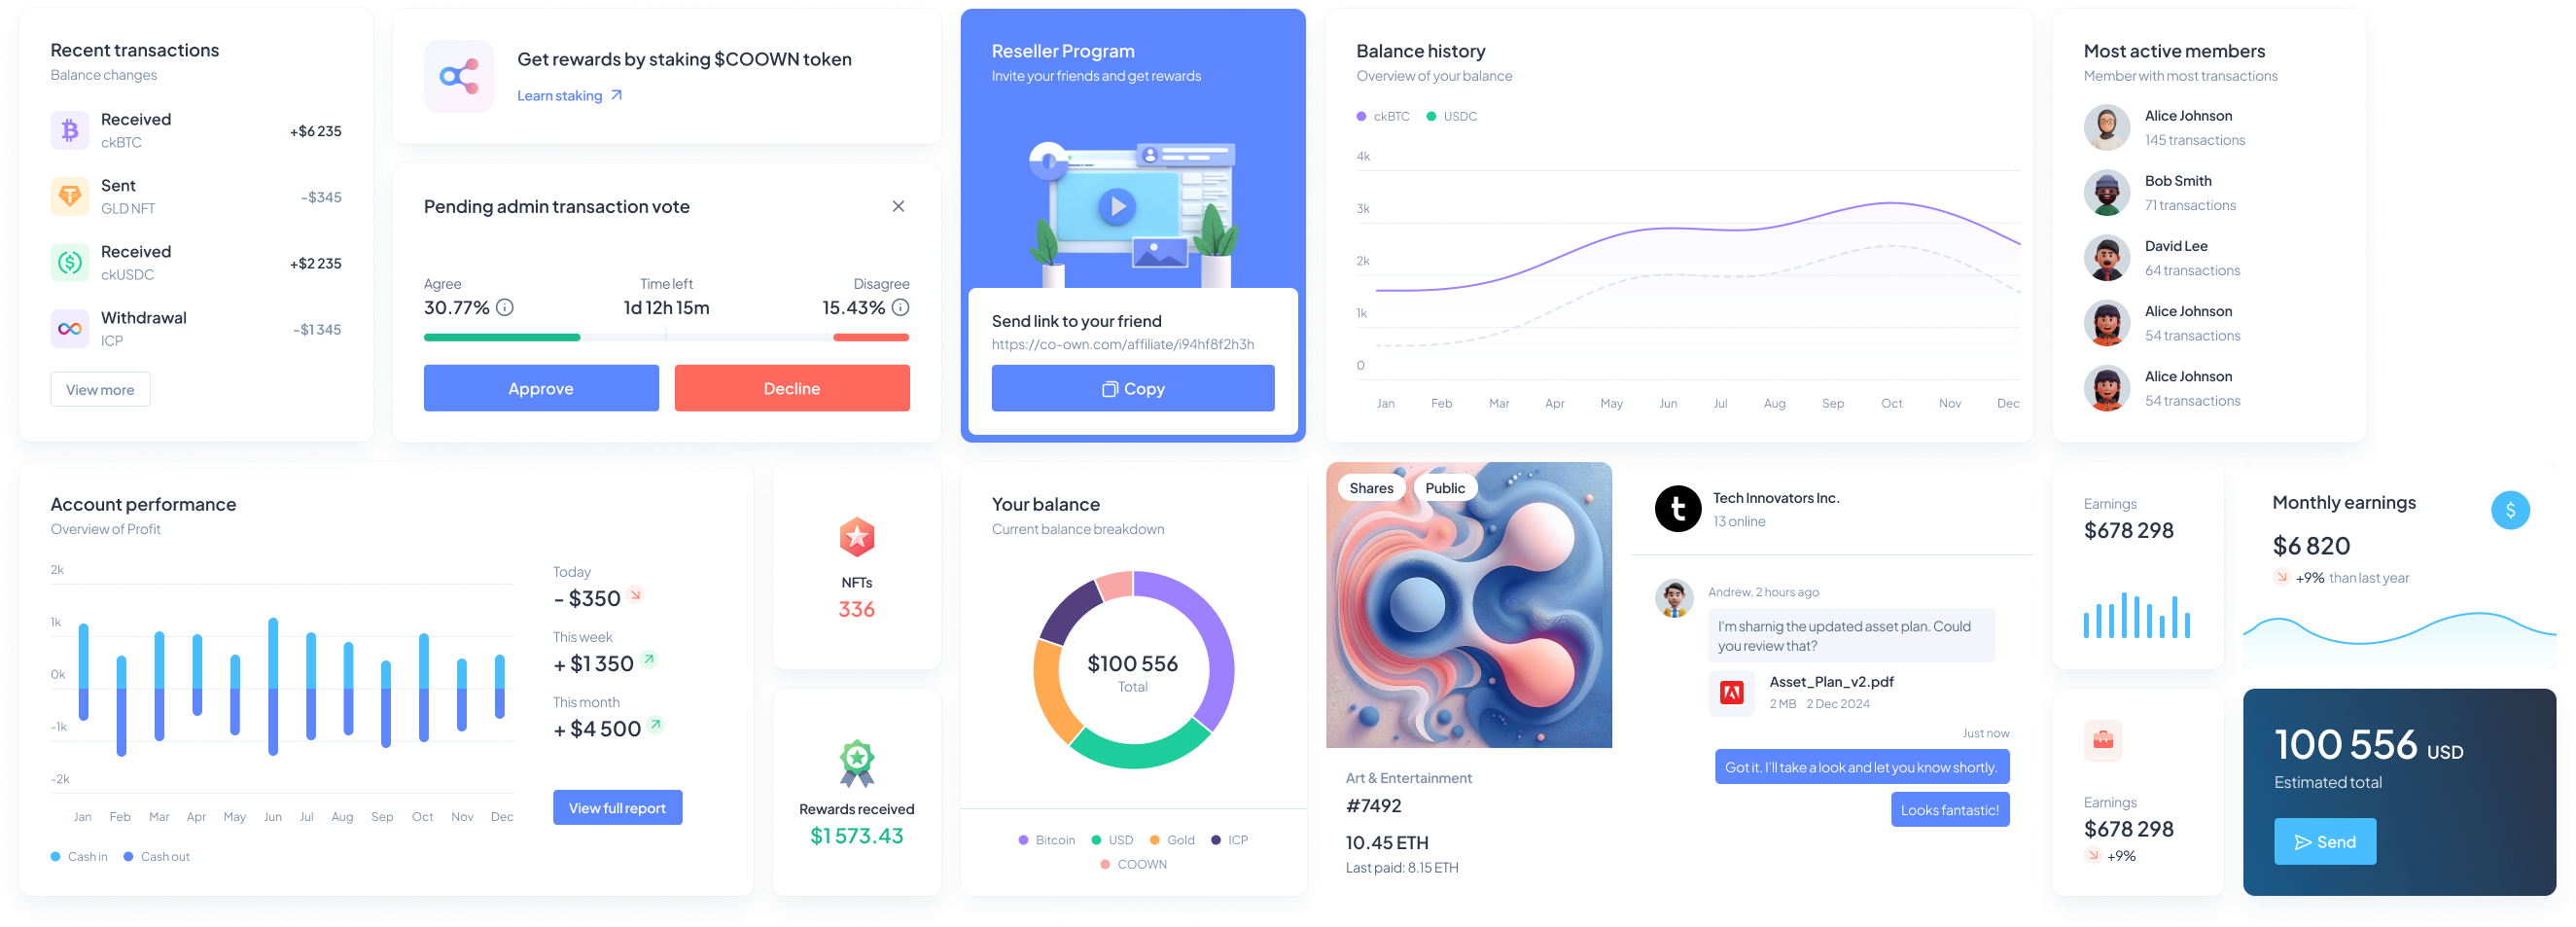 Recent transactions
Balance changes
Received
ckBTC
+$6 235
Sent
GLD NFT
-$345
Received
ckUSDC
+$2 235
Withdrawal
ICP
-$1 345
View more
Get rewards by staking $COOWN token
Learn staking
Pending admin transaction vote
Agree
30.77%
Time left
1d 12h 15m
Disagree
15.43%
Approve
Decline
Reseller Program
Invite your friends and get rewards
Send link to your friend
https://co-own.com/affiliate/i94hf8f2h3h
Copy
Balance history
Overview of your balance
ckBTC USDC
4k
3k
2k
1k
0
Jan Feb Mar Apr May Jun Jul Aug Sep Oct Nov Dec
Most active members
Member with most transactions
Alice Johnson
145 transactions
Bob Smith
71 transactions
David Lee
64 transactions
Alice Johnson
54 transactions
Alice Johnson
54 transactions
Account performance
Overview of Profit
2k
1k
0k
-1k
-2k
Jan Feb Mar Apr May Jun Jul Aug Sep Oct Nov Dec
Cash in Cash out
Today
- $350
This week
+ $1 350
This month
+ $4 500
View full report
NFTs
336
Rewards received
$1 573.43
Your balance
Current balance breakdown
$100 556
Total
Bitcoin USD Gold ICP
COOWN
Shares Public
Art & Entertainment
#7492
10.45 ETH
Last paid: 8.15 ETH
t
Tech Innovators Inc.
13 online
Andrew, 2 hours ago
I'm sharnig the updated asset plan. Could
you review that?
Asset_Plan_v2.pdf
2 MB 2 Dec 2024
Just now
Got it. I'll take a look and let you know shortly.
Looks fantastic!
Earnings
$678 298
Monthly earnings
$
$6 820
+9% than last year
Earnings
$678 298
+9%
100 556 USD
Estimated total
Send